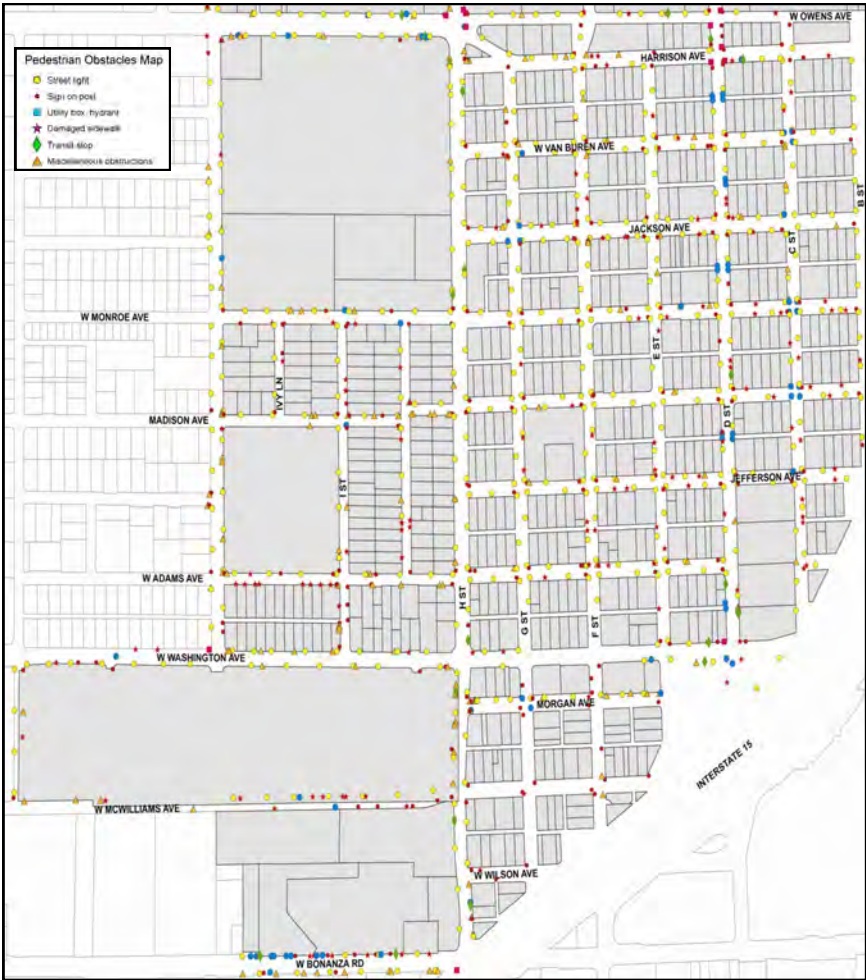 W OWENS AVE
Pedestrian Obstacles Map
Street light
Sign on post
Utility box, hydrant
Damaged sidewalk
Transit stop
Miscellaneous obstructions
HARRISON AVE
W VAN BUREN AVE
B ST
JACKSON AVE
C ST
W MONROE AVE
E ST
IVY LN
MADISON AVE
D ST
JEFFERSON AVE
I ST
W ADAMS AVE
H ST
G ST
F ST
W WASHINGTON AVE
MORGAN AVE
INTERSTATE 15
W MCWILLIAMS AVE
W WILSON AVE
W BONANZA RD